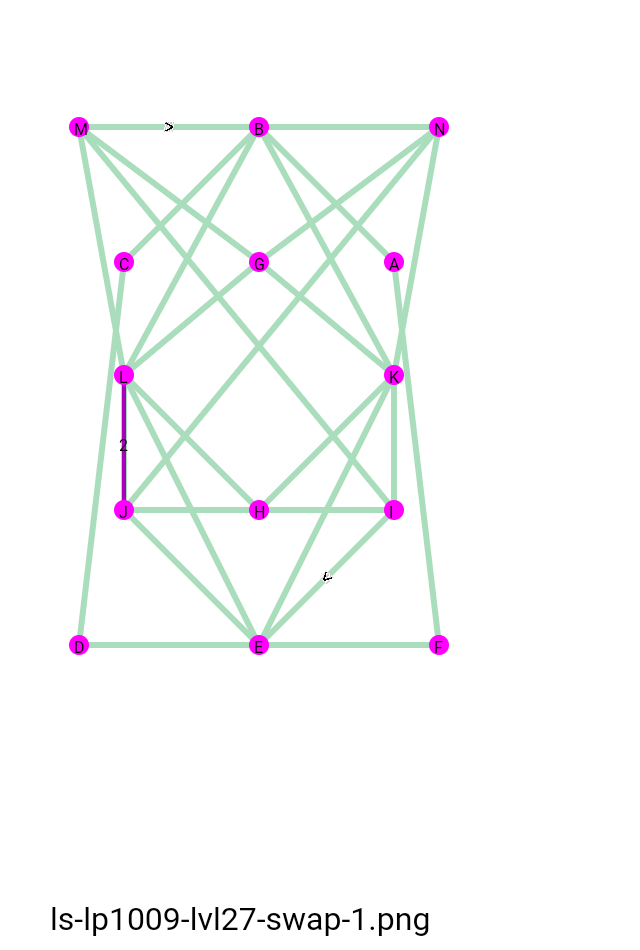 M > B N
C G A
L K
2
J H I
<
D E F
ls-lp1009-lvl27-swap-1.png